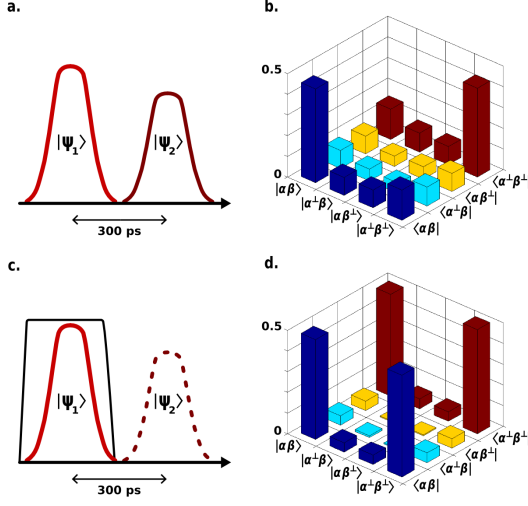 a.
|ψ₁⟩
|ψ₂⟩
300 ps
b.
0.5
0
|αβ⟩
|α⊥β⟩
|αβ⊥⟩
|α⊥β⊥⟩
⟨αβ|
⟨α⊥β|
⟨αβ⊥|
⟨α⊥β⊥
c.
|ψ₁⟩
|ψ₂⟩
300 ps
d.
0.5
0
|αβ⟩
|α⊥β⟩
|αβ⊥⟩
|α⊥β⊥⟩
⟨αβ|
⟨α⊥β|
⟨αβ⊥|
⟨α⊥β⊥